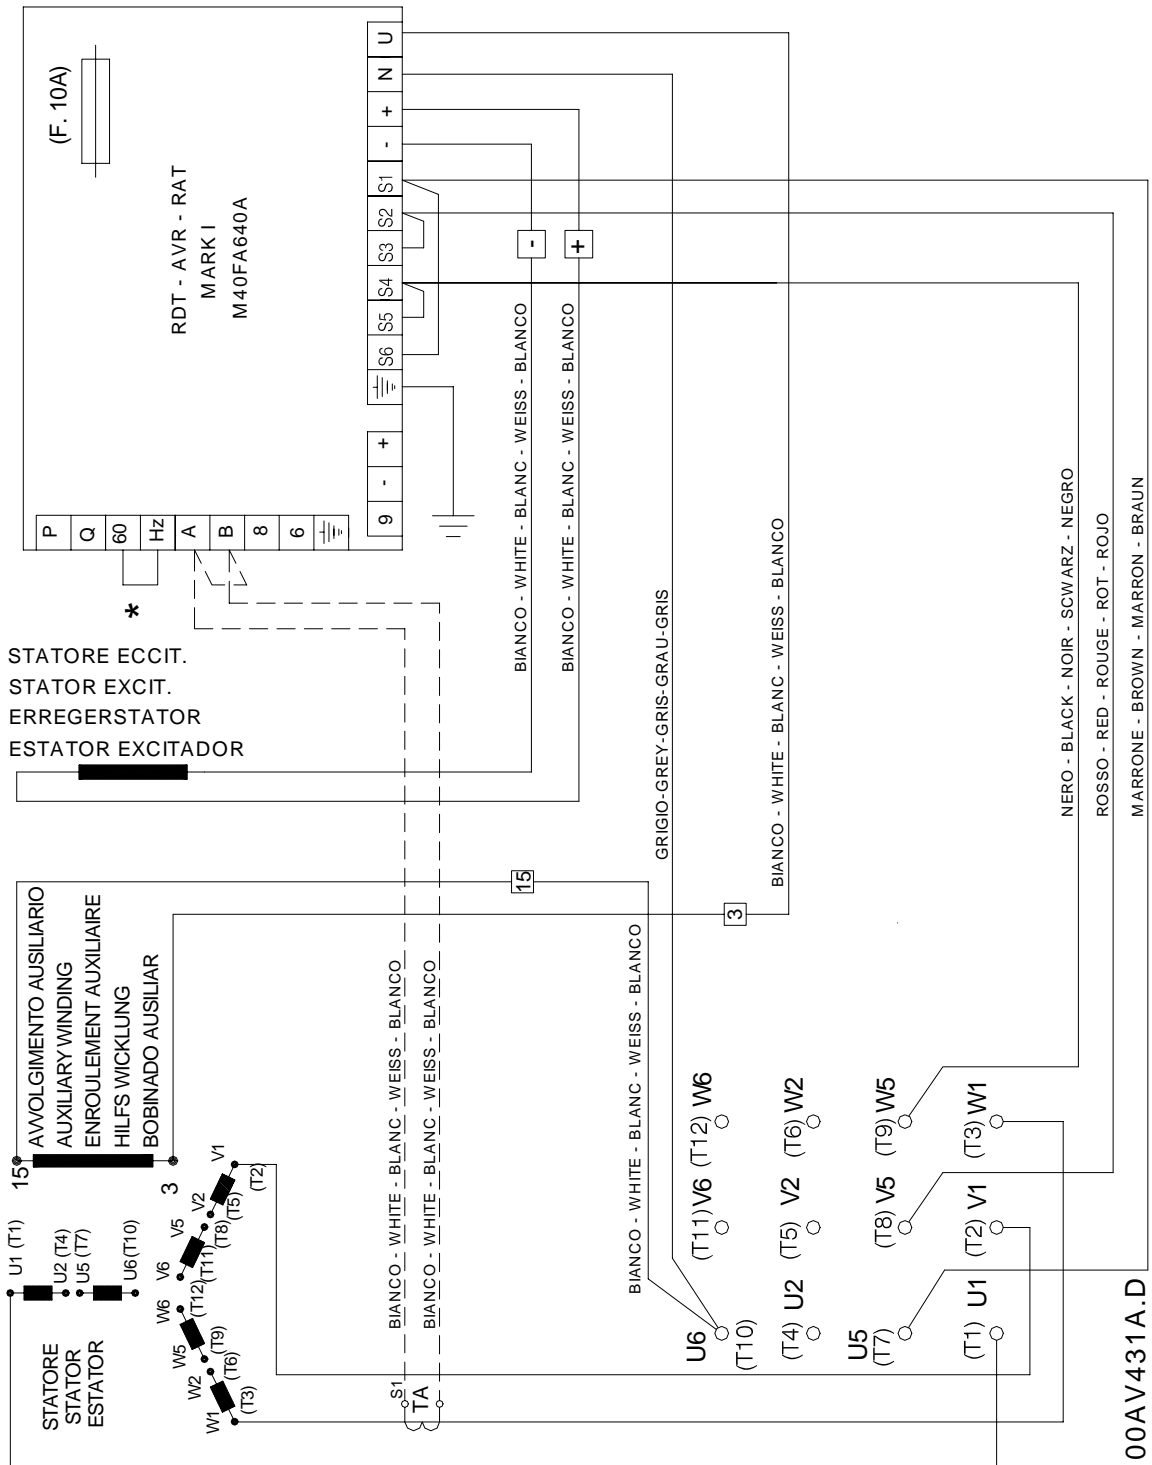 (F. 10A)
RDT - AVR - RAT
MARK I
M40FA640A
U
N
+
-
S1
S2
S3
S4
S5
S6
+
-
9
P
Q
60
Hz
A
B
8
6
*
-
+
STATORE ECCIT.
STATOR EXCIT.
ERREGERSTATOR
ESTATOR EXCITADOR
BIANCO - WHITE - BLANC - WEISS - BLANCO
BIANCO - WHITE - BLANC - WEISS - BLANCO
GRIGIO-GREY-GRIS-GRAU-GRIS
BIANCO - WHITE - BLANC - WEISS - BLANCO
NERO - BLACK - NOIR - SCWARZ - NEGRO
ROSSO - RED - ROUGE - ROT - ROJO
MARRONE - BROWN - MARRON - BRAUN
15
3
AVVOLGIMENTO AUSILIARIO
AUXILIARY WINDING
ENROULEMENT AUXILIAIRE
HILFS WICKLUNG
BOBINADO AUSILIAR
15
3
BIANCO - WHITE - BLANC - WEISS - BLANCO
BIANCO - WHITE - BLANC - WEISS - BLANCO
BIANCO - WHITE - BLANC - WEISS - BLANCO
U1 (T1)
U2 (T4)
U5 (T7)
U6 (T10)
V1
(T2)
V2
(T5)
V5
(T8)
V6
(T11)
W6
(T12)
W5
(T9)
W2
(T6)
W1
(T3)
STATORE
STATOR
ESTATOR
S1
TA
(T12) W6
(T6) W2
(T9) W5
(T3) W1
(T11) V6
(T5) V2
(T8) V5
(T2) V1
U6
(T10)
(T4) U2
U5
(T7)
(T1) U1
00AV431A.D